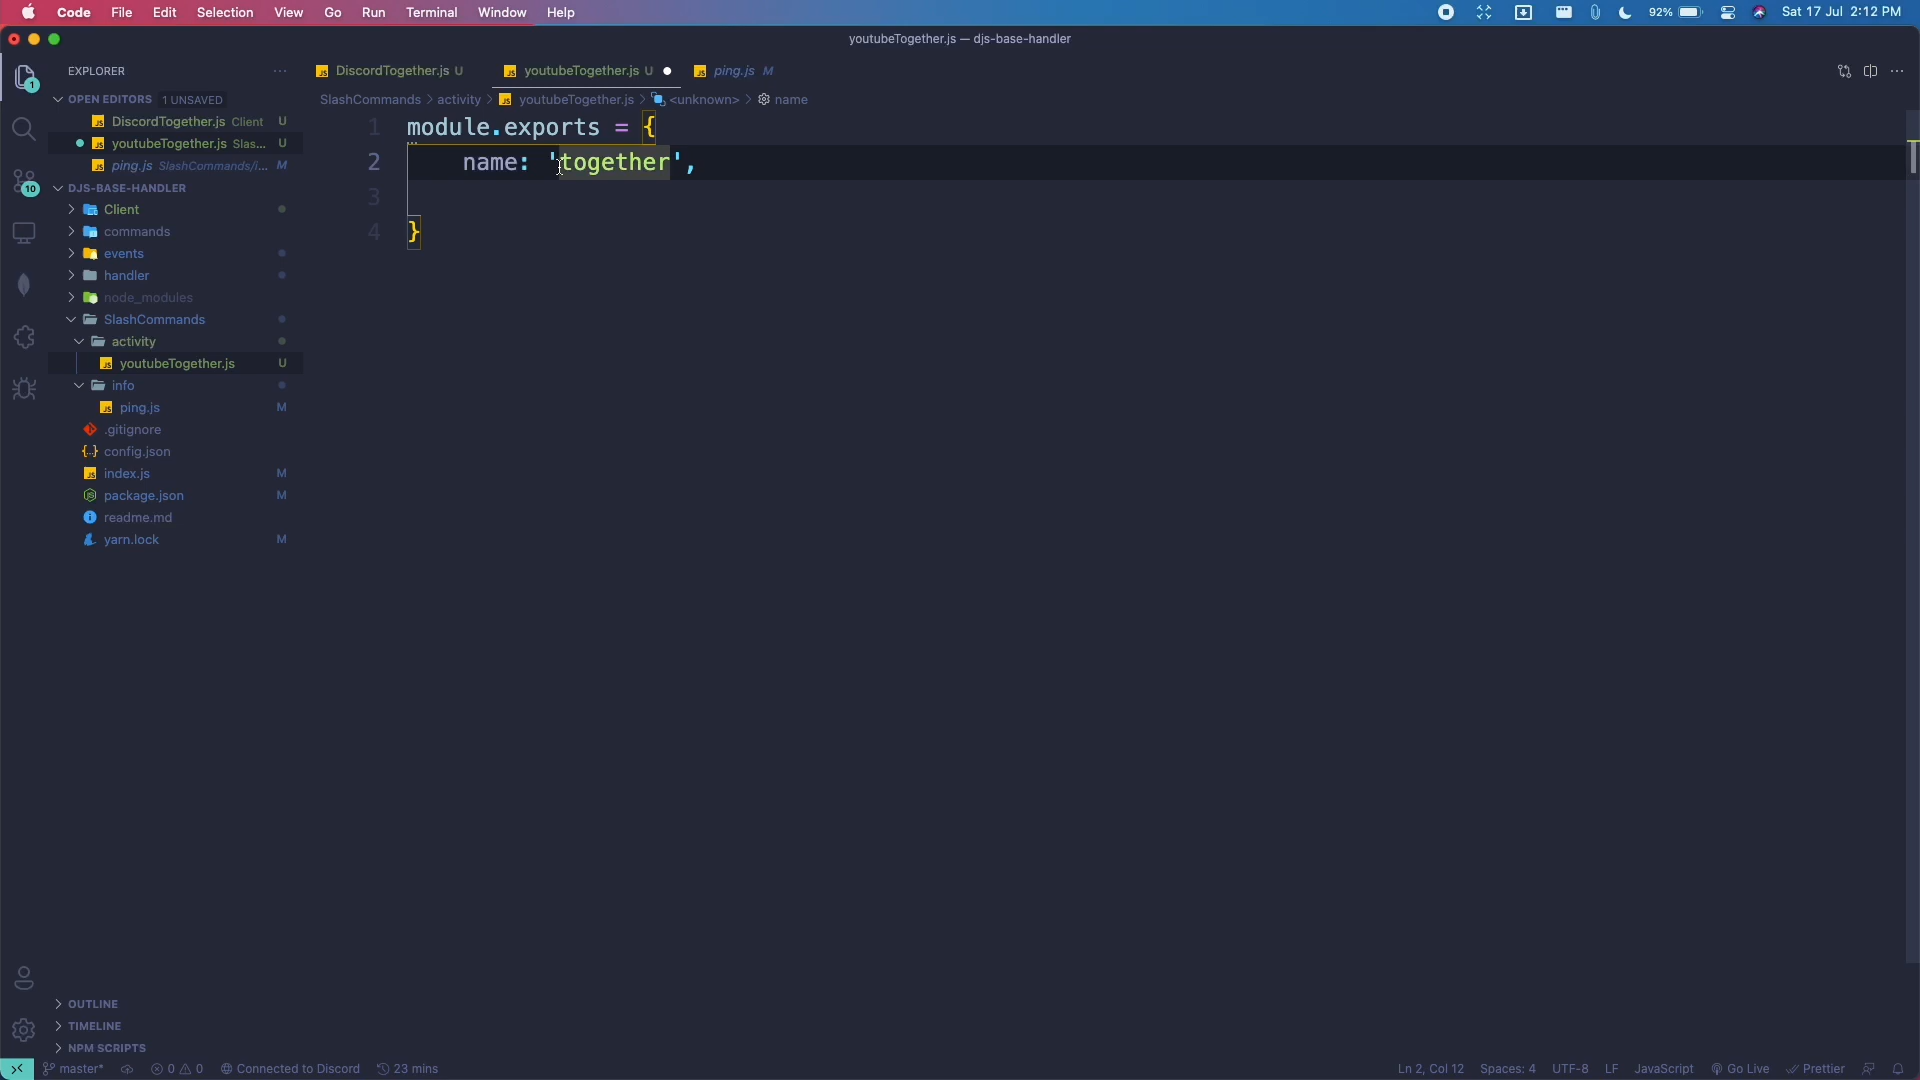 Code File Edit Selection View Go Run Terminal Window Help 92% Sat 17 Jul 2:12 PM
youtubeTogether.js — djs-base-handler
EXPLORER ...
OPEN EDITORS 1 UNSAVED
DiscordTogether.js Client U
youtubeTogether.js Slas... U
ping.js SlashCommands/i... M
DJS-BASE-HANDLER
Client
commands
events
handler
node_modules
SlashCommands
activity
youtubeTogether.js U
info
ping.js M
.gitignore
config.json
index.js M
package.json M
readme.md
yarn.lock M
OUTLINE
TIMELINE
NPM SCRIPTS
1
10
DiscordTogether.js U youtubeTogether.js U ping.js M
SlashCommands > activity > youtubeTogether.js > <unknown> > name
1 module.exports = {
2 name: 'together',
3
4 }
master* 0 0 Connected to Discord 23 mins Ln 2, Col 12 Spaces: 4 UTF-8 LF JavaScript Go Live Prettier